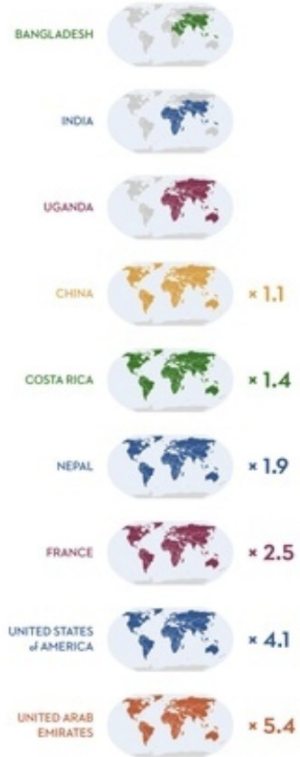 BANGLADESH
INDIA
UGANDA
CHINA
× 1.1
COSTA RICA
× 1.4
NEPAL
× 1.9
FRANCE
× 2.5
UNITED STATES
of AMERICA
× 4.1
UNITED ARAB
EMIRATES
× 5.4